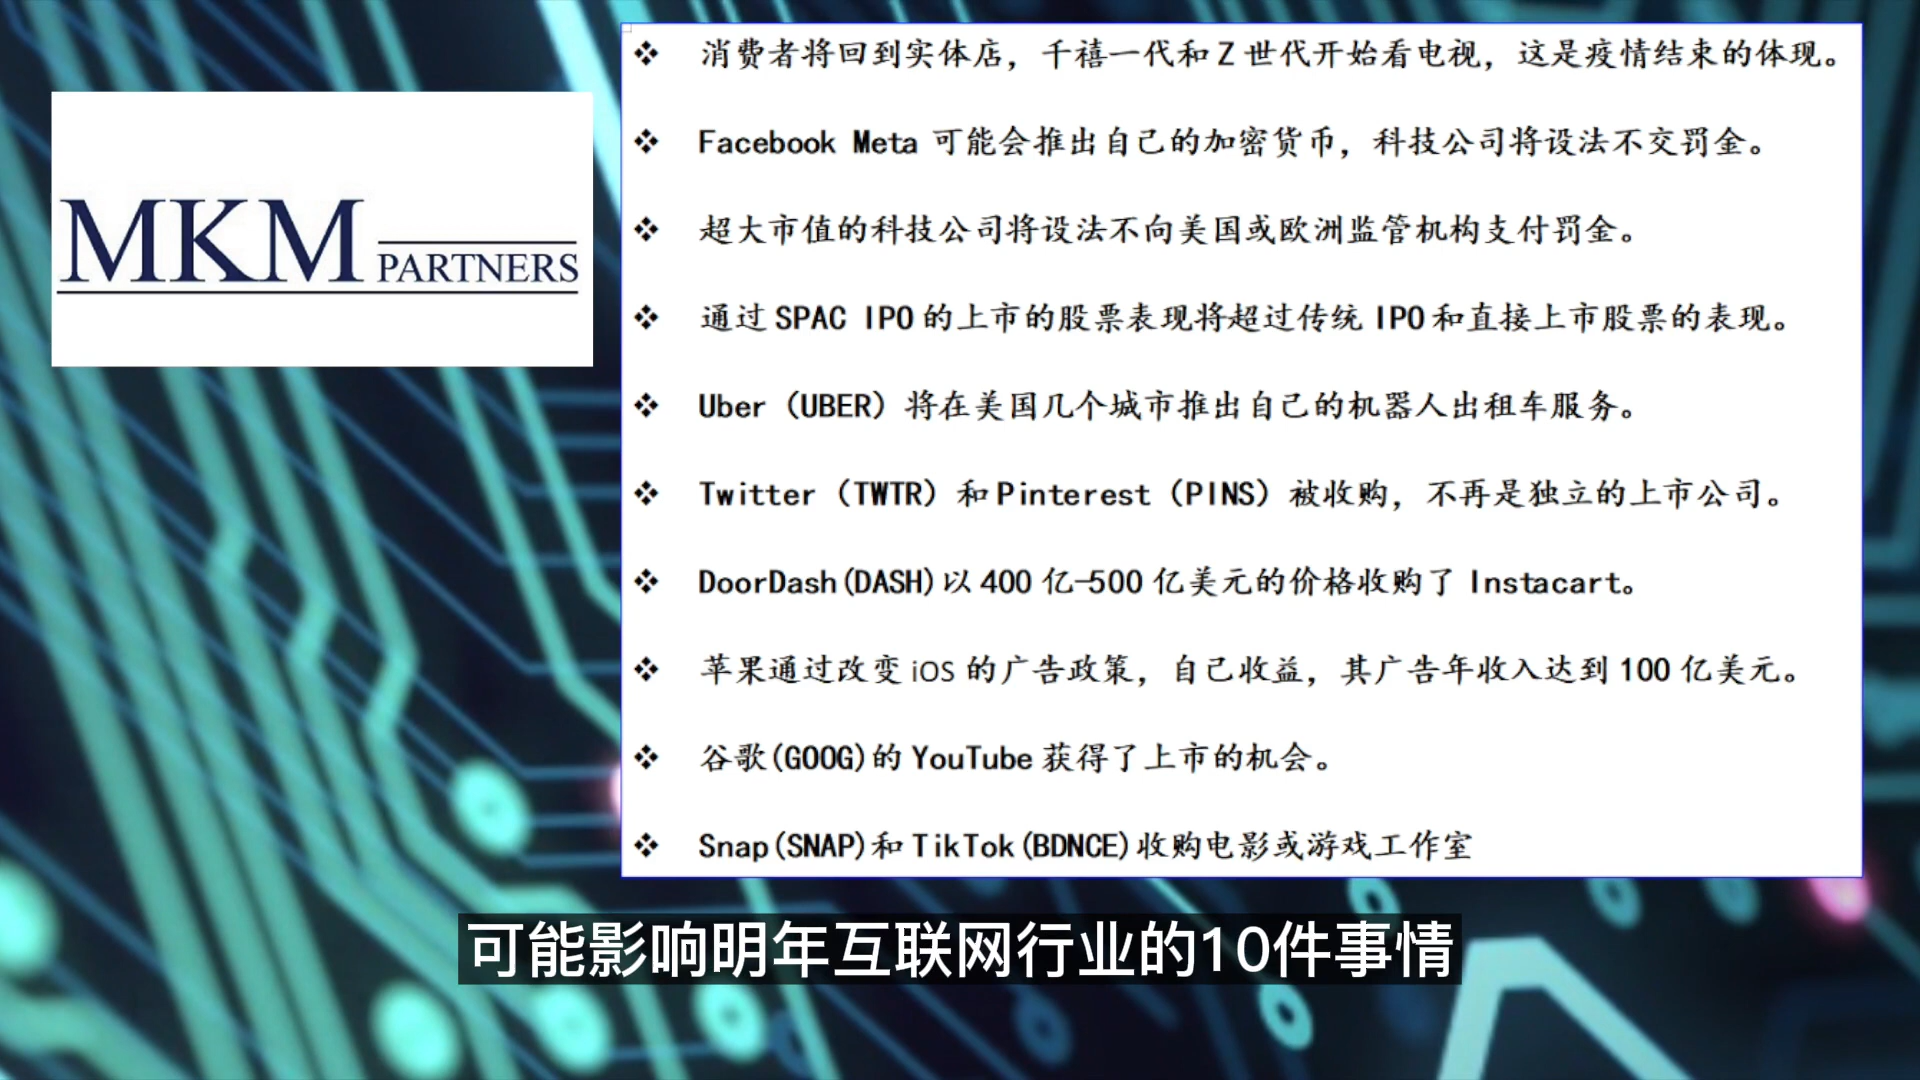 MKM PARTNERS
消费者将回到实体店，千禧一代和 Z 世代开始看电视，这是疫情结束的体现。
Facebook Meta 可能会推出自己的加密货币，科技公司将设法不交罚金。
超大市值的科技公司将设法不向美国或欧洲监管机构支付罚金。
通过 SPAC IPO 的上市的股票表现将超过传统 IPO 和直接上市股票的表现。
Uber（UBER）将在美国几个城市推出自己的机器人出租车服务。
Twitter（TWTR）和 Pinterest（PINS）被收购，不再是独立的上市公司。
DoorDash(DASH)以 400 亿-500 亿美元的价格收购了 Instacart。
苹果通过改变 iOS 的广告政策，自己收益，其广告年收入达到 100 亿美元。
谷歌(GOOG)的 YouTube 获得了上市的机会。
Snap(SNAP)和 TikTok(BDNCE)收购电影或游戏工作室
可能影响明年互联网行业的10件事情